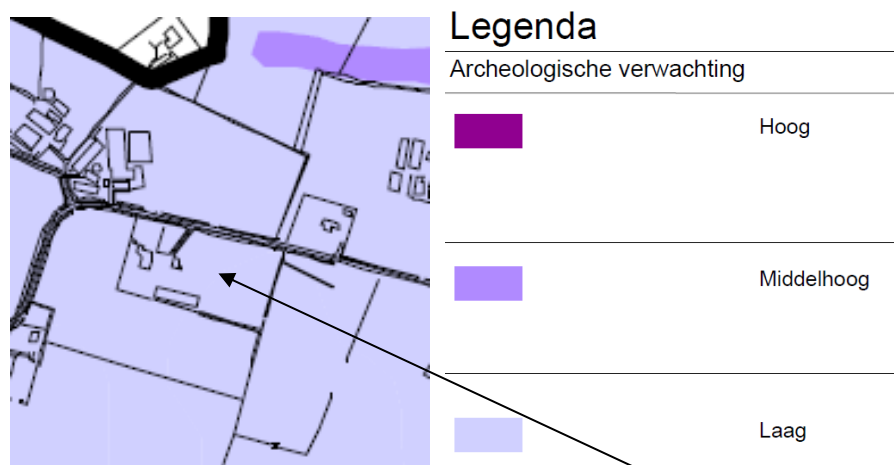 Legenda
Archeologische verwachting
Hoog
Middelhoog
Laag